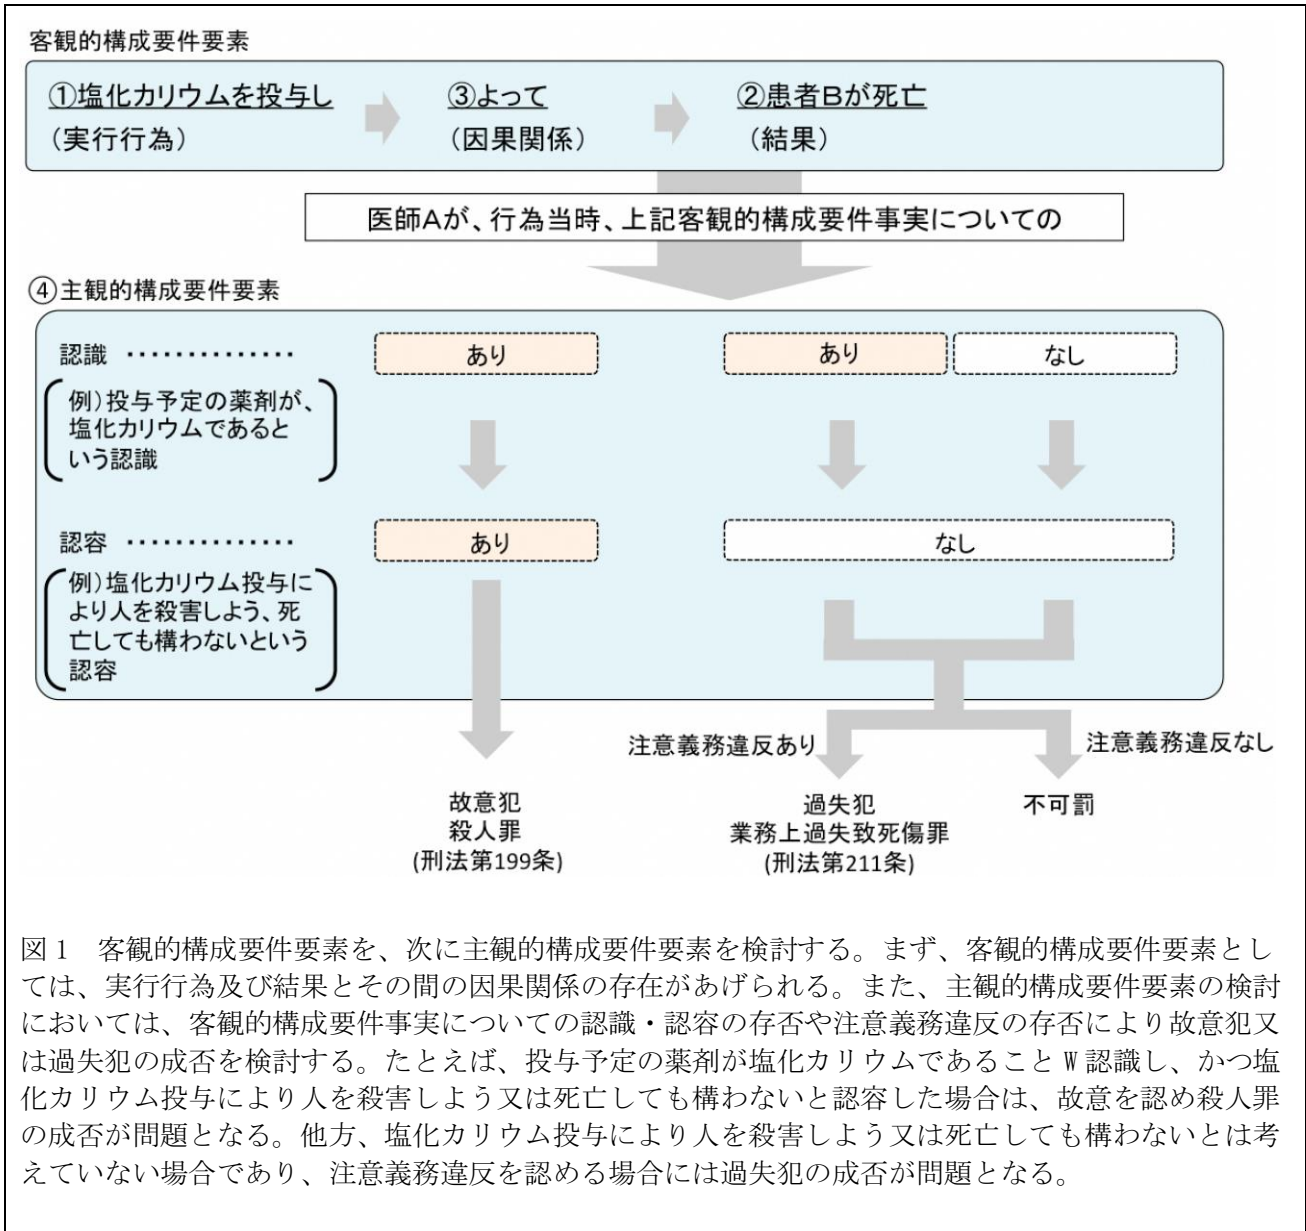 客観的構成要件要素
①塩化カリウムを投与し ③よって ②患者Bが死亡
(実行行為) (因果関係) (結果)
医師Aが、行為当時、上記客観的構成要件事実についての
④主観的構成要件要素
認識 ‥‥‥‥‥‥‥ あり あり なし
例)投与予定の薬剤が、
塩化カリウムであると
いう認識
認容 ‥‥‥‥‥‥‥ あり なし
例)塩化カリウム投与に
より人を殺害しよう、死
亡しても構わないという
認容
注意義務違反あり 注意義務違反なし
故意犯 過失犯 不可罰
殺人罪 業務上過失致死傷罪
(刑法第199条) (刑法第211条)
図1 客観的構成要件要素を、次に主観的構成要件要素を検討する。まず、客観的構成要件要素とし
ては、実行行為及び結果とその間の因果関係の存在があげられる。また、主観的構成要件要素の検討
においては、客観的構成要件事実についての認識・認容の存否や注意義務違反の存否により故意犯又
は過失犯の成否を検討する。たとえば、投与予定の薬剤が塩化カリウムであることW認識し、かつ塩
化カリウム投与により人を殺害しよう又は死亡しても構わないと認容した場合は、故意を認め殺人罪
の成否が問題となる。他方、塩化カリウム投与により人を殺害しよう又は死亡しても構わないとは考
えていない場合であり、注意義務違反を認める場合には過失犯の成否が問題となる。